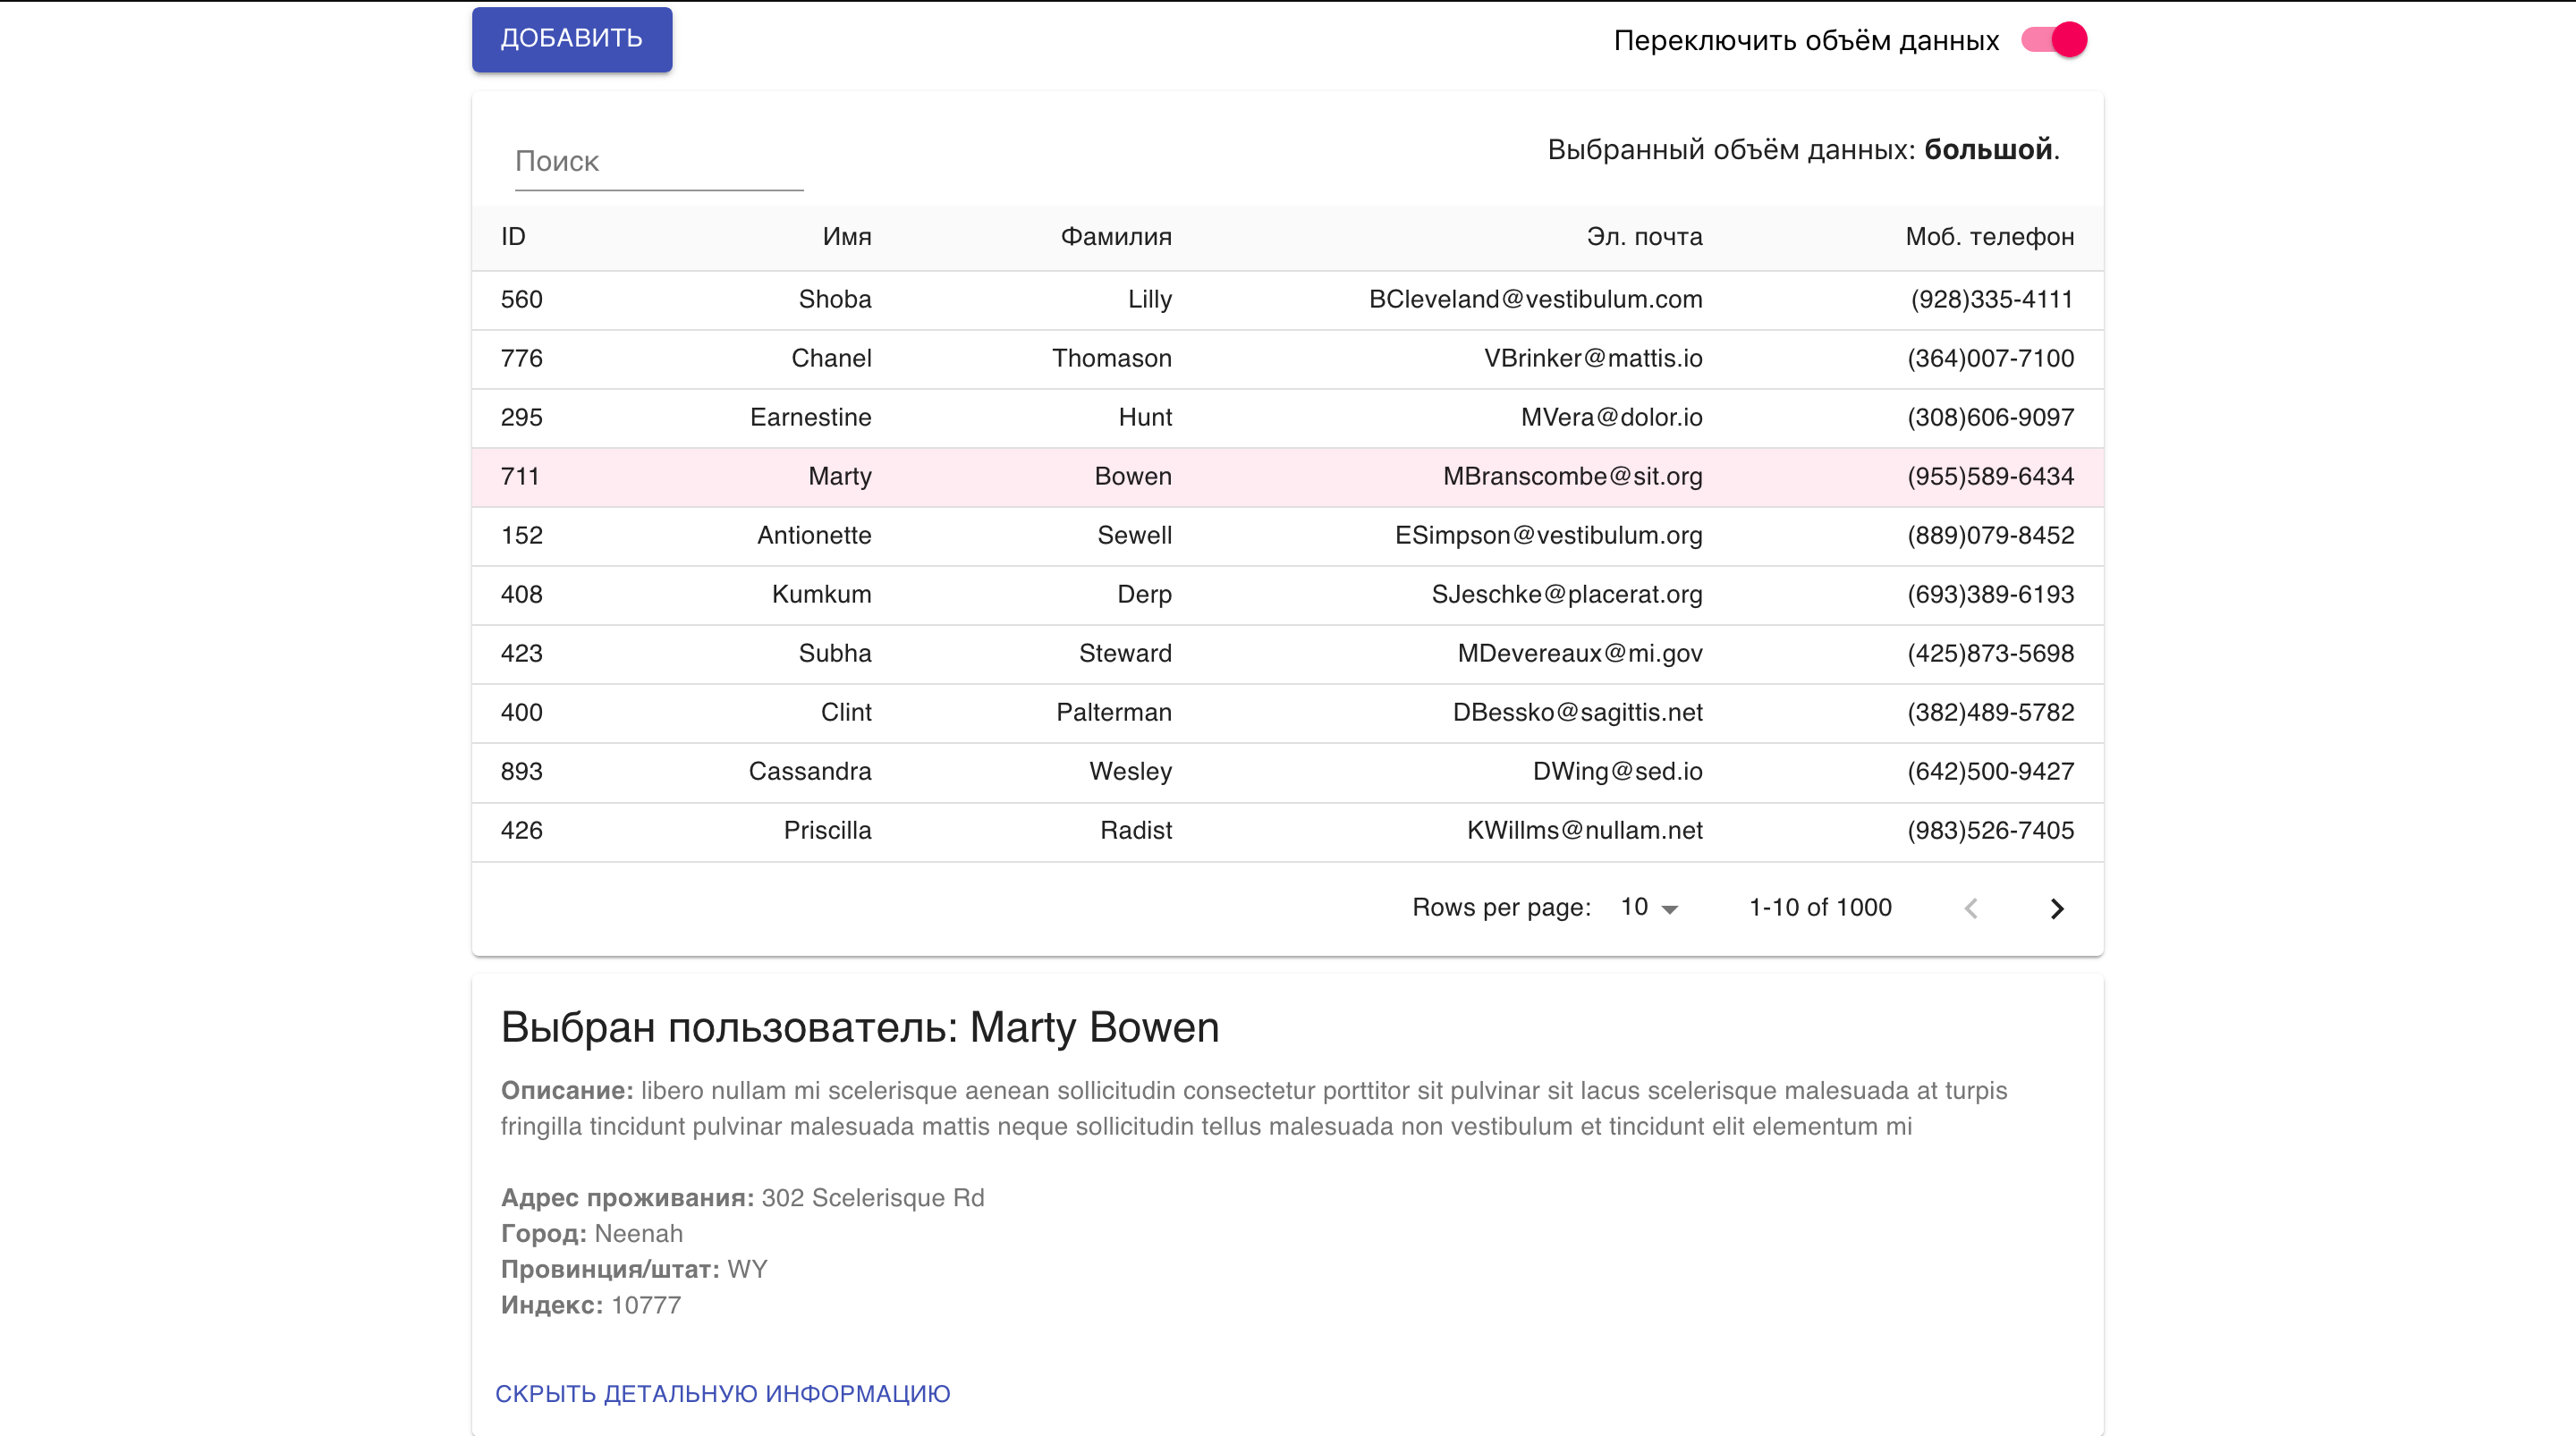 ДОБАВИТЬ
Переключить объём данных
Поиск
Выбранный объём данных: большой.
ID Имя Фамилия Эл. почта Моб. телефон
560 Shoba Lilly BCleveland@vestibulum.com (928)335-4111
776 Chanel Thomason VBrinker@mattis.io (364)007-7100
295 Earnestine Hunt MVera@dolor.io (308)606-9097
711 Marty Bowen MBranscombe@sit.org (955)589-6434
152 Antionette Sewell ESimpson@vestibulum.org (889)079-8452
408 Kumkum Derp SJeschke@placerat.org (693)389-6193
423 Subha Steward MDevereaux@mi.gov (425)873-5698
400 Clint Palterman DBessko@sagittis.net (382)489-5782
893 Cassandra Wesley DWing@sed.io (642)500-9427
426 Priscilla Radist KWillms@nullam.net (983)526-7405
Rows per page: 10 1-10 of 1000
Выбран пользователь: Marty Bowen
Описание: libero nullam mi scelerisque aenean sollicitudin consectetur porttitor sit pulvinar sit lacus scelerisque malesuada at turpis
fringilla tincidunt pulvinar malesuada mattis neque sollicitudin tellus malesuada non vestibulum et tincidunt elit elementum mi
Адрес проживания: 302 Scelerisque Rd
Город: Neenah
Провинция/штат: WY
Индекс: 10777
СКРЫТЬ ДЕТАЛЬНУЮ ИНФОРМАЦИЮ